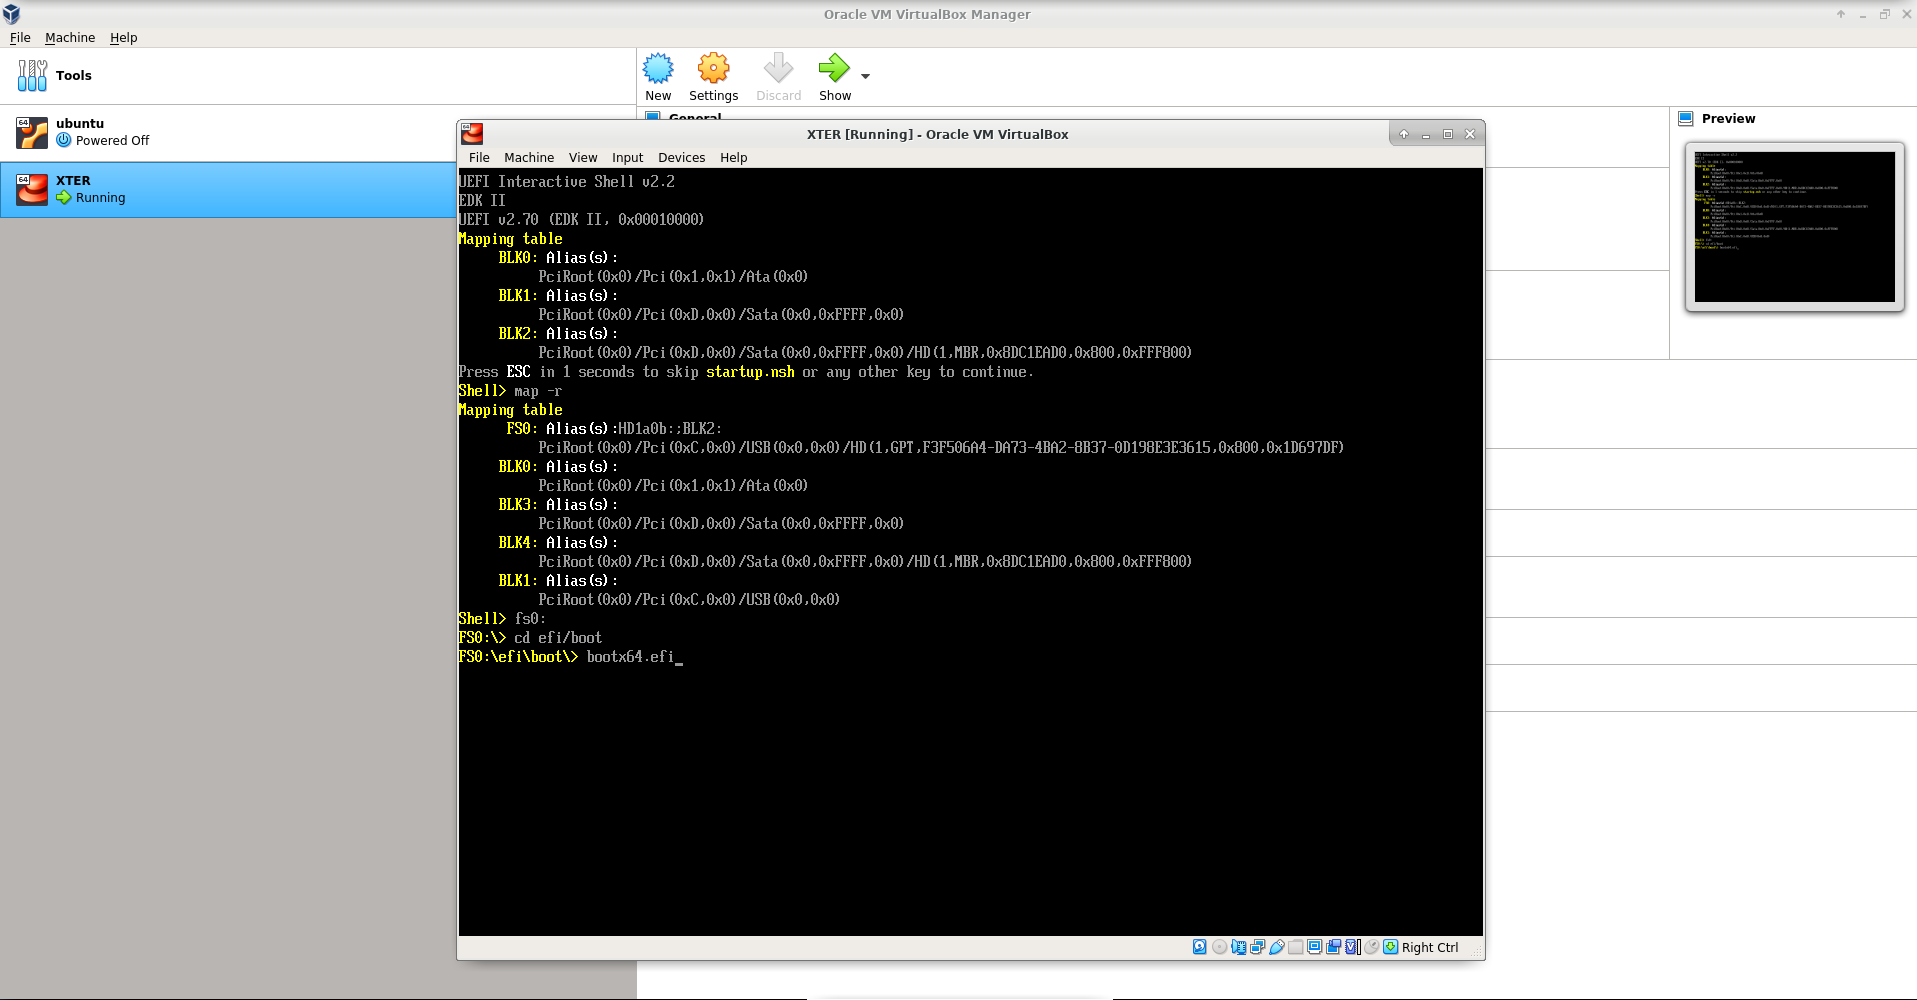 Oracle VM VirtualBox Manager
File Machine Help
Tools
New Settings Discard Show
64 ubuntu
Powered Off
64 XTER
Running
General
Preview
64 XTER [Running] - Oracle VM VirtualBox
File Machine View Input Devices Help
UEFI Interactive Shell v2.2
EDK II
UEFI v2.70 (EDK II, 0x00010000)
Mapping table
BLK0: Alias(s):
PciRoot(0x0)/Pci(0x1,0x1)/Ata(0x0)
BLK1: Alias(s):
PciRoot(0x0)/Pci(0xD,0x0)/Sata(0x0,0xFFFF,0x0)
BLK2: Alias(s):
PciRoot(0x0)/Pci(0xD,0x0)/Sata(0x0,0xFFFF,0x0)/HD(1,MBR,0x8DC1EAD0,0x800,0xFFF800)
Press ESC in 1 seconds to skip startup.nsh or any other key to continue.
Shell> map -r
Mapping table
FS0: Alias(s):HD1a0b:;BLK2:
PciRoot(0x0)/Pci(0xC,0x0)/USB(0x0,0x0)/HD(1,GPT,F3F506A4-DA73-4BA2-8B37-0D198E3E3615,0x800,0x1D697DF)
BLK0: Alias(s):
PciRoot(0x0)/Pci(0x1,0x1)/Ata(0x0)
BLK3: Alias(s):
PciRoot(0x0)/Pci(0xD,0x0)/Sata(0x0,0xFFFF,0x0)
BLK4: Alias(s):
PciRoot(0x0)/Pci(0xD,0x0)/Sata(0x0,0xFFFF,0x0)/HD(1,MBR,0x8DC1EAD0,0x800,0xFFF800)
BLK1: Alias(s):
PciRoot(0x0)/Pci(0xC,0x0)/USB(0x0,0x0)
Shell> fs0:
FS0:\> cd efi/boot
FS0:\efi\boot\> bootx64.efi_
Right Ctrl